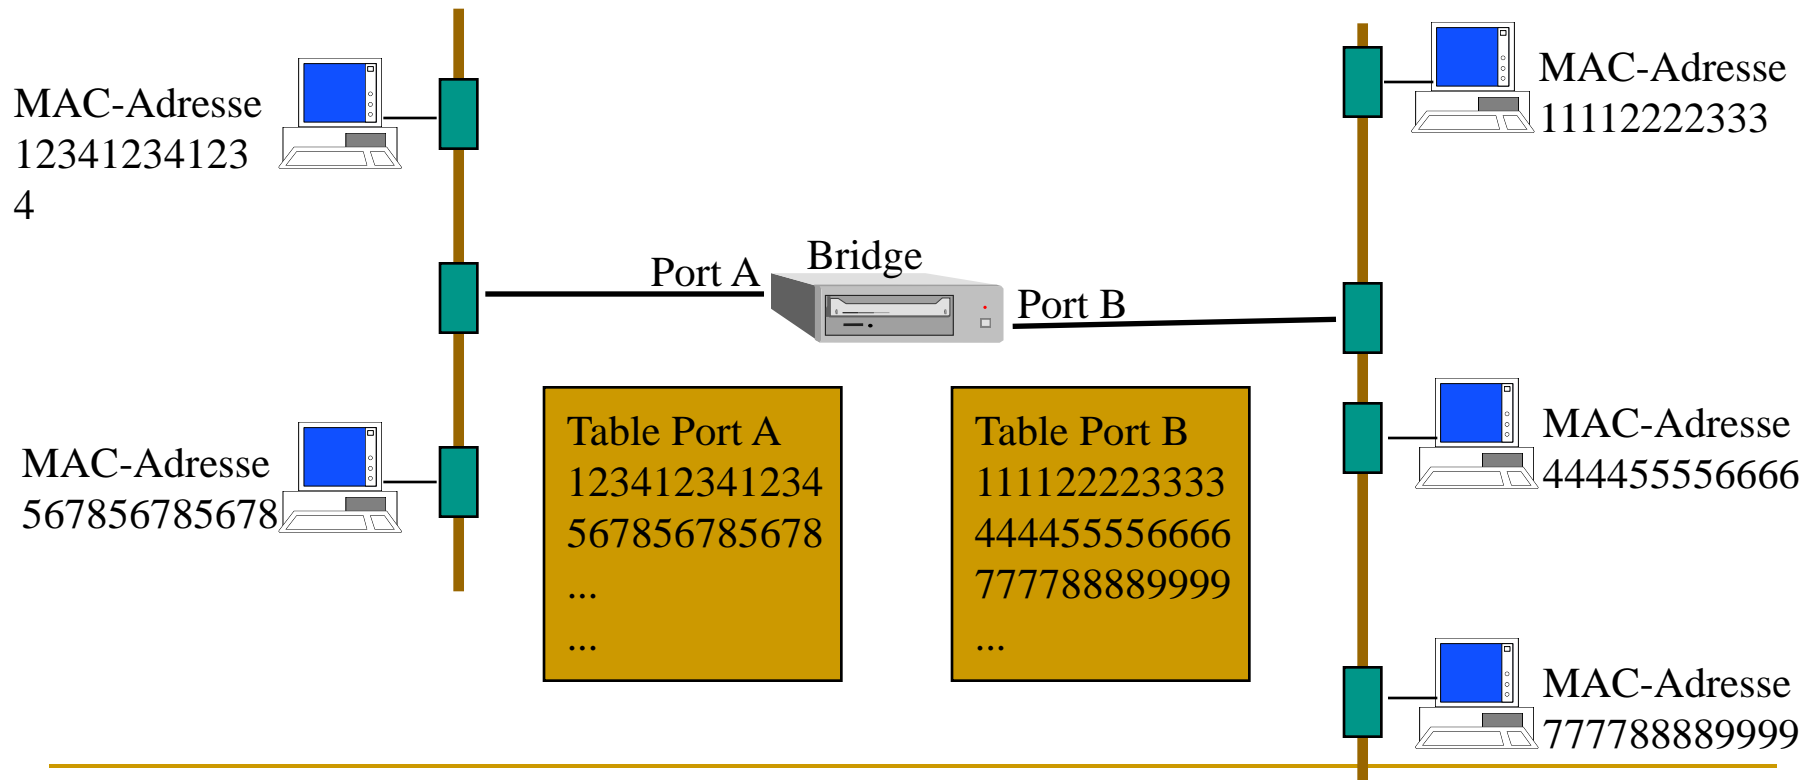 MAC-Adresse
12341234123
4
MAC-Adresse
11112222333
Bridge
Port A
Port B
MAC-Adresse
567856785678
Table Port A
123412341234
567856785678
...
...
Table Port B
111122223333
444455556666
777788889999
...
MAC-Adresse
444455556666
MAC-Adresse
777788889999